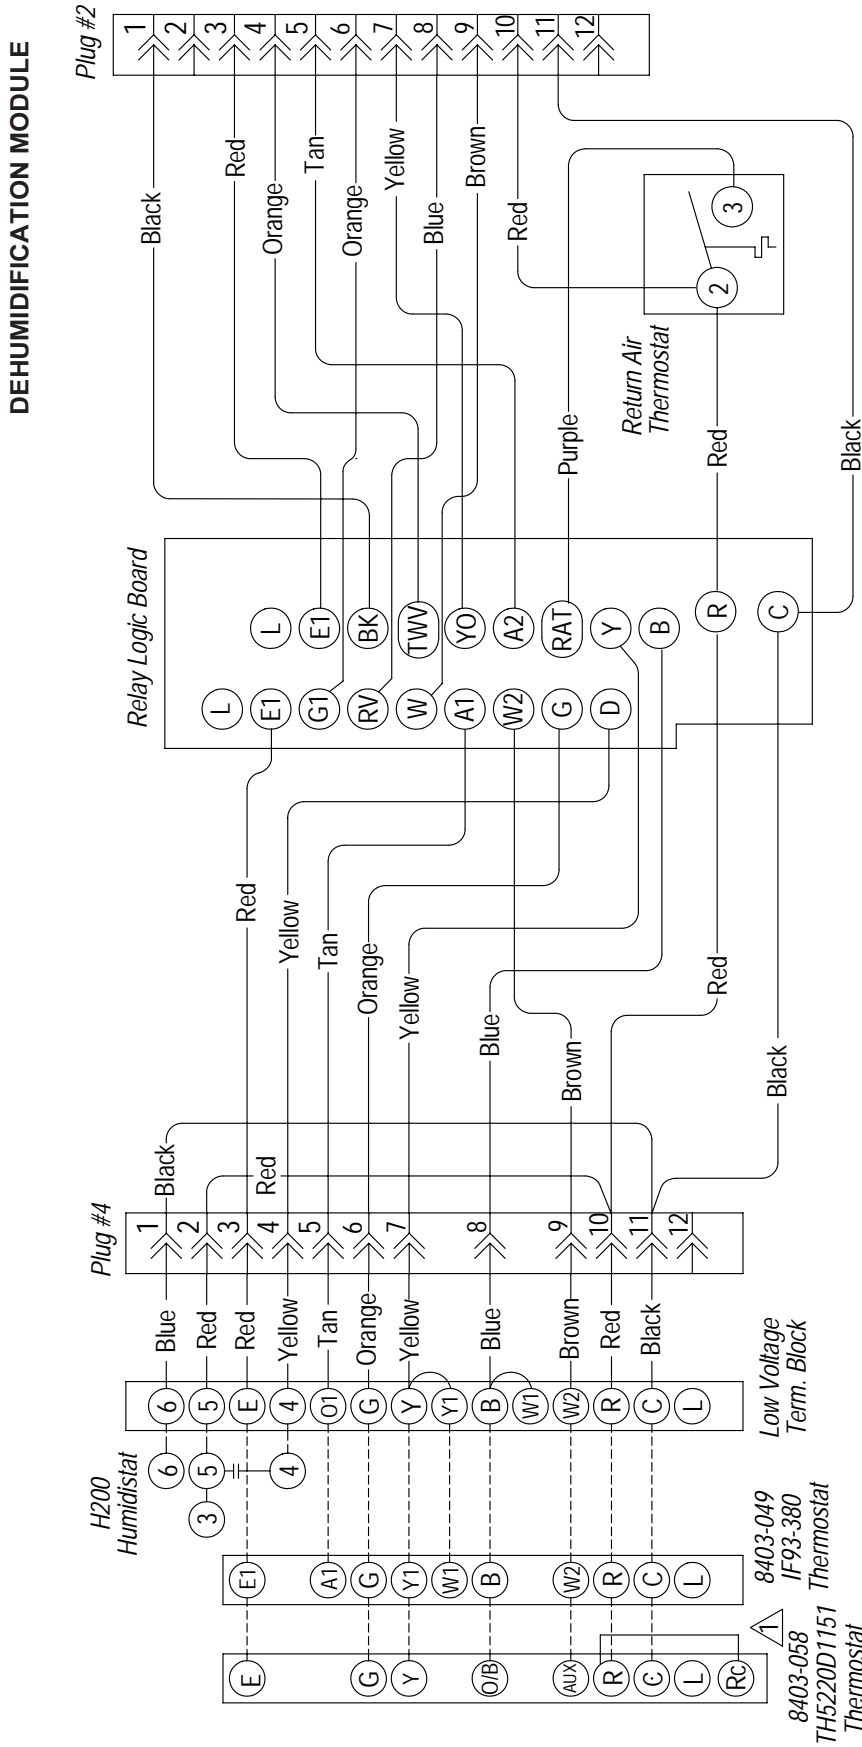 DEHUMIDIFICATION MODULE
Plug #2
1
2
3
4
5
6
7
8
9
10
11
12
Black
Red
Orange
Tan
Orange
Yellow
Blue
Brown
Red
Black
Purple
3
2
Return Air
Thermostat
Red
Relay Logic Board
L
E1
BK
TWV
YO
A2
RAT
Y
B
R
C
L
E1
G1
RV
W
A1
W2
G
D
Red
Yellow
Tan
Orange
Yellow
Blue
Brown
Red
Black
Black
Red
Plug #4
1
2
3
4
5
6
7
8
9
10
11
12
Blue
Red
Red
Yellow
Tan
Orange
Yellow
Blue
Brown
Red
Black
6
5
E
4
O1
G
Y
Y1
B
W1
W2
R
C
L
Low Voltage
Term. Block
H200
Humidistat
6
5
4
3
E1
A1
G
Y1
W1
B
W2
R
C
L
8403-049
IF93-380
Thermostat
E
G
Y
O/B
AUX
R
C
L
RC
1
8403-058
TH5220D1151
Thermostat